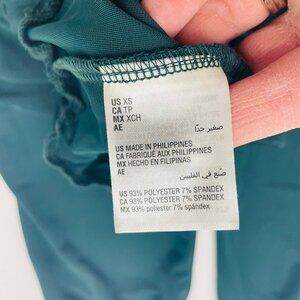 US XS
CA TP
MX XCH
AE صغير جدًا
US MADE IN PHILIPPINES
CA FABRIQUÉ AUX PHILIPPINES
MX HECHO EN FILIPINAS
AE صنع في الفلبين
US 93% POLYESTER 7% SPANDEX
CA 93% POLYESTER 7% SPANDEX
MX 93% poliéster 7% spándex